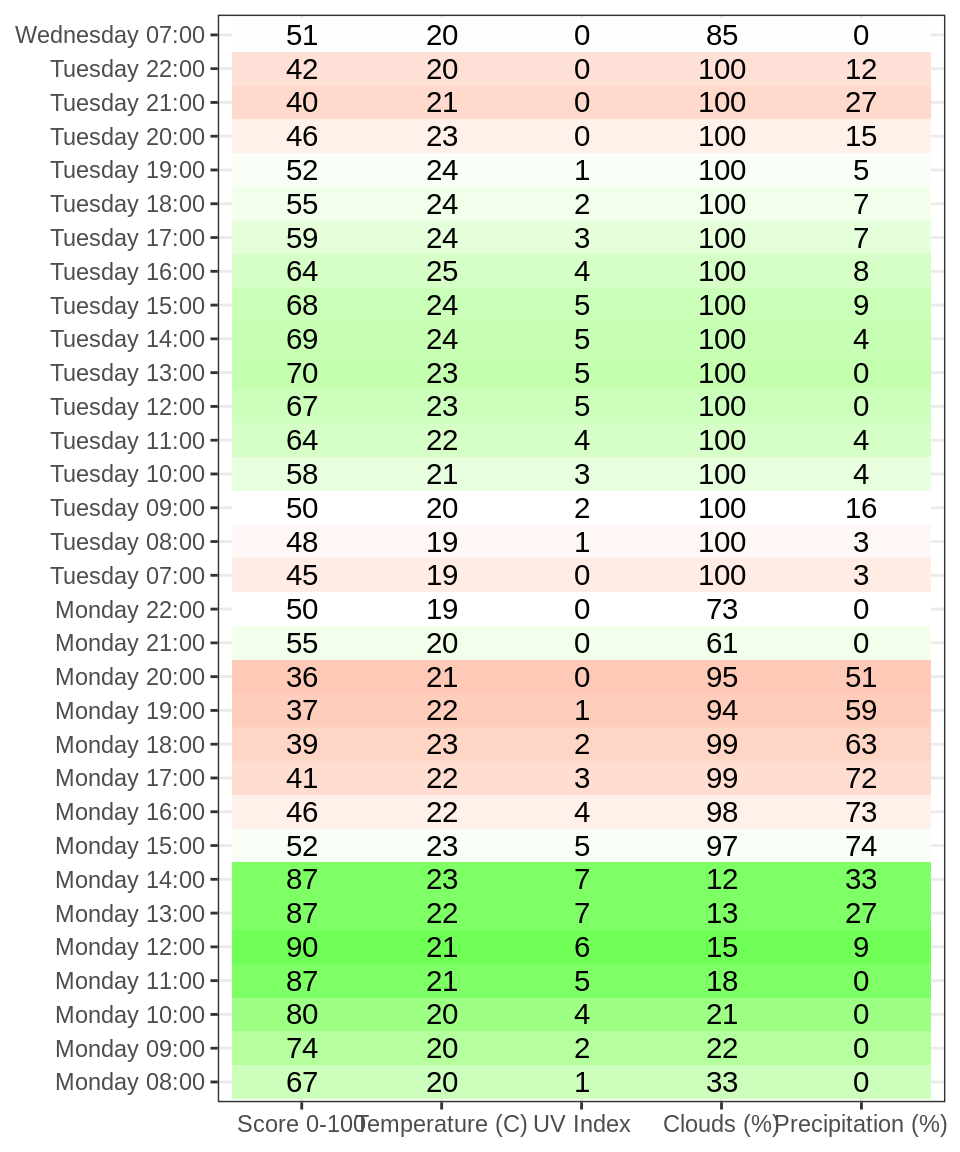 Wednesday 07:00 51 20 0 85 0
Tuesday 22:00 42 20 0 100 12
Tuesday 21:00 40 21 0 100 27
Tuesday 20:00 46 23 0 100 15
Tuesday 19:00 52 24 1 100 5
Tuesday 18:00 55 24 2 100 7
Tuesday 17:00 59 24 3 100 7
Tuesday 16:00 64 25 4 100 8
Tuesday 15:00 68 24 5 100 9
Tuesday 14:00 69 24 5 100 4
Tuesday 13:00 70 23 5 100 0
Tuesday 12:00 67 23 5 100 0
Tuesday 11:00 64 22 4 100 4
Tuesday 10:00 58 21 3 100 4
Tuesday 09:00 50 20 2 100 16
Tuesday 08:00 48 19 1 100 3
Tuesday 07:00 45 19 0 100 3
Monday 22:00 50 19 0 73 0
Monday 21:00 55 20 0 61 0
Monday 20:00 36 21 0 95 51
Monday 19:00 37 22 1 94 59
Monday 18:00 39 23 2 99 63
Monday 17:00 41 22 3 99 72
Monday 16:00 46 22 4 98 73
Monday 15:00 52 23 5 97 74
Monday 14:00 87 23 7 12 33
Monday 13:00 87 22 7 13 27
Monday 12:00 90 21 6 15 9
Monday 11:00 87 21 5 18 0
Monday 10:00 80 20 4 21 0
Monday 09:00 74 20 2 22 0
Monday 08:00 67 20 1 33 0
Score 0-100 Temperature (C) UV Index Clouds (%) Precipitation (%)